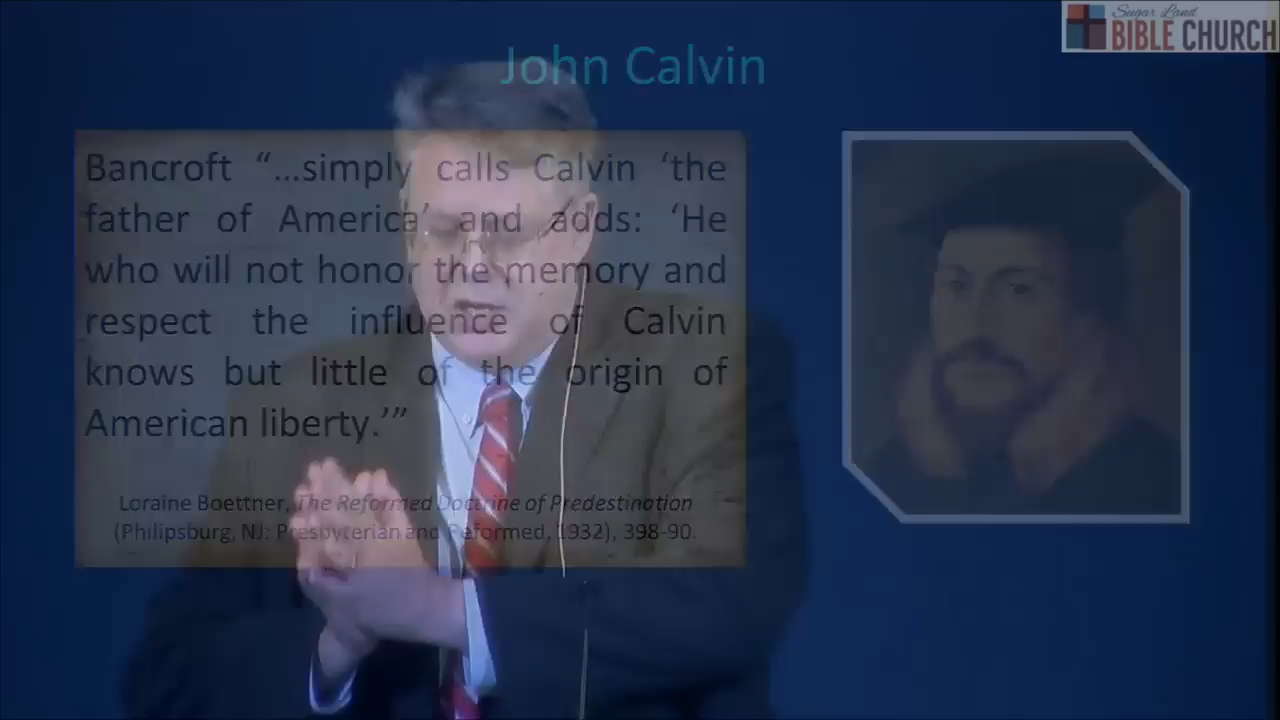 Sugar Land
BIBLE CHURCH
John Calvin
Bancroft “...simply calls Calvin ‘the
father of America’ and adds: ‘He
who will not honor the memory and
respect the influence of Calvin
knows but little of the origin of
American liberty.’”
Loraine Boettner, The Reformed Doctrine of Predestination
(Philipsburg, NJ: Presbyterian and Reformed, 1932), 398-90.